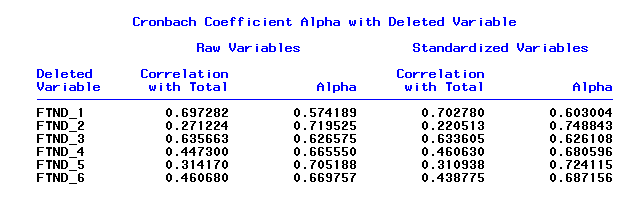 Cronbach Coefficient Alpha with Deleted Variable
Raw Variables Standardized Variables
Deleted Correlation Correlation
Variable with Total Alpha with Total Alpha
FTND_1 0.697282 0.574189 0.702780 0.603004
FTND_2 0.271224 0.719525 0.220513 0.748843
FTND_3 0.635663 0.626575 0.633605 0.626108
FTND_4 0.447300 0.665550 0.460630 0.680596
FTND_5 0.314170 0.705188 0.310938 0.724115
FTND_6 0.460680 0.669757 0.438775 0.687156